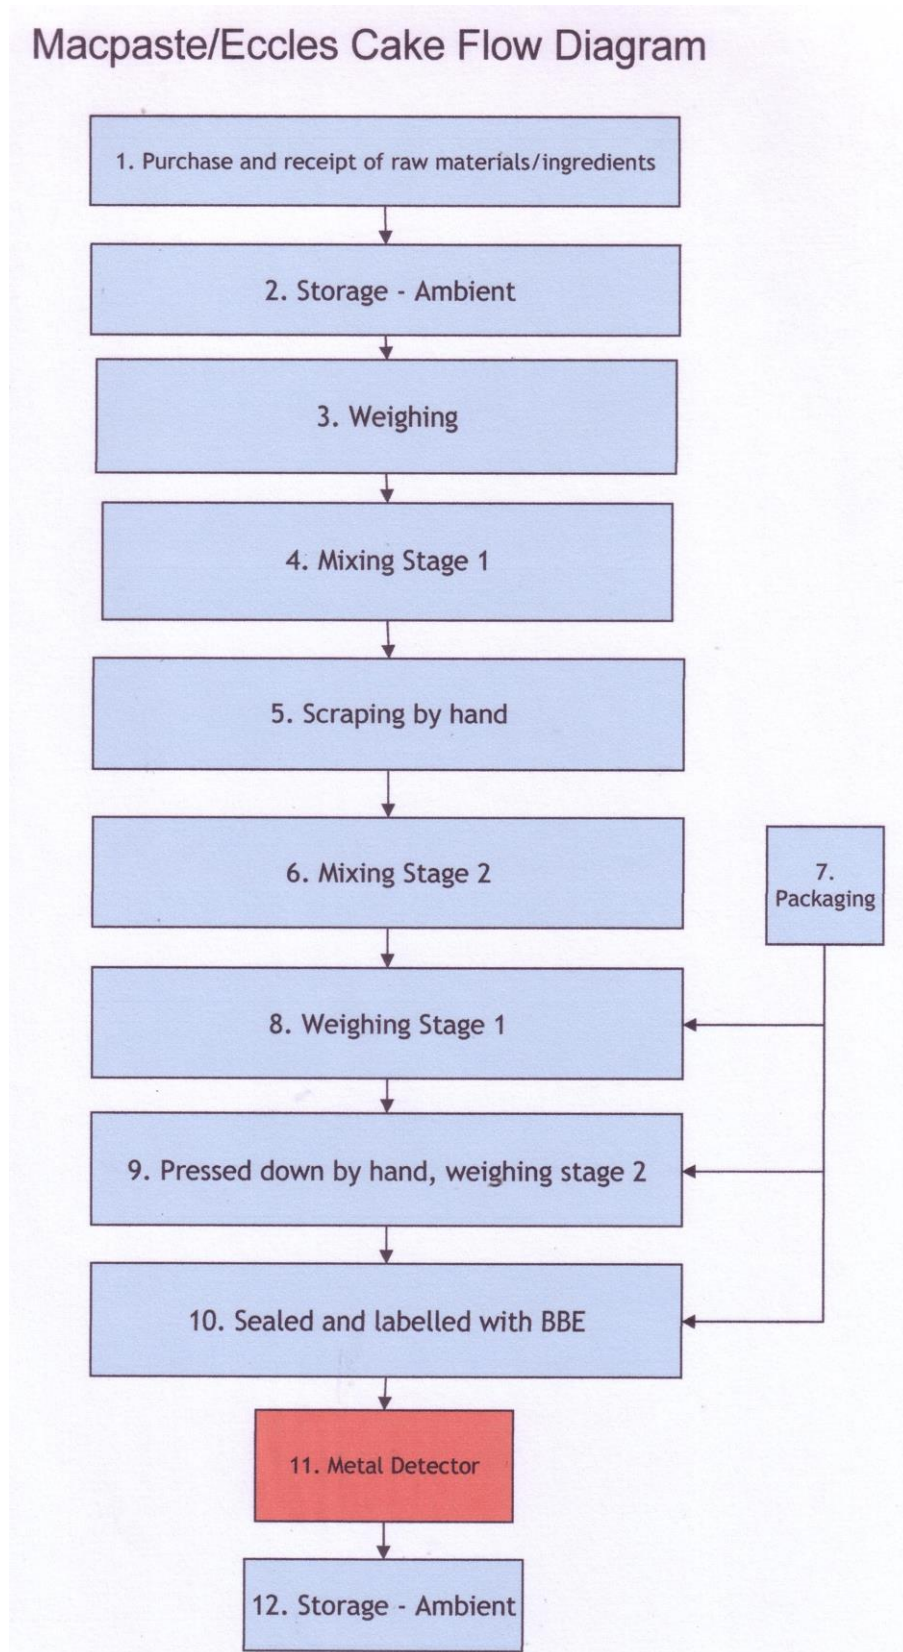 Macpaste/Eccles Cake Flow Diagram
1. Purchase and receipt of raw materials/ingredients
2. Storage - Ambient
3. Weighing
4. Mixing Stage 1
5. Scraping by hand
6. Mixing Stage 2
7.
Packaging
8. Weighing Stage 1
9. Pressed down by hand, weighing stage 2
10. Sealed and labelled with BBE
11. Metal Detector
12. Storage - Ambient